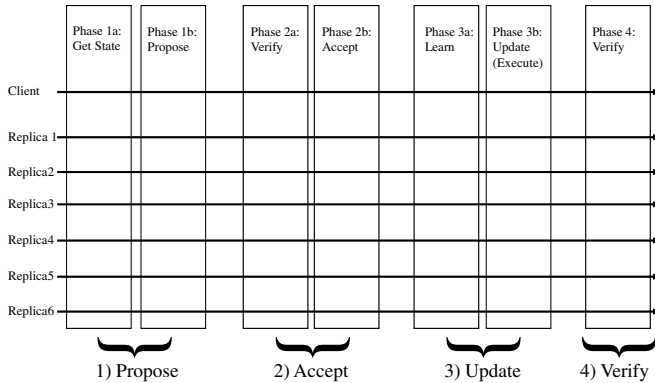 Phase 1a:
Get State
Phase 1b:
Propose
Phase 2a:
Verify
Phase 2b:
Accept
Phase 3a:
Learn
Phase 3b:
Update
(Execute)
Phase 4:
Verify
Client
Replica 1
Replica2
Replica3
Replica4
Replica5
Replica6
1) Propose
2) Accept
3) Update
4) Verify